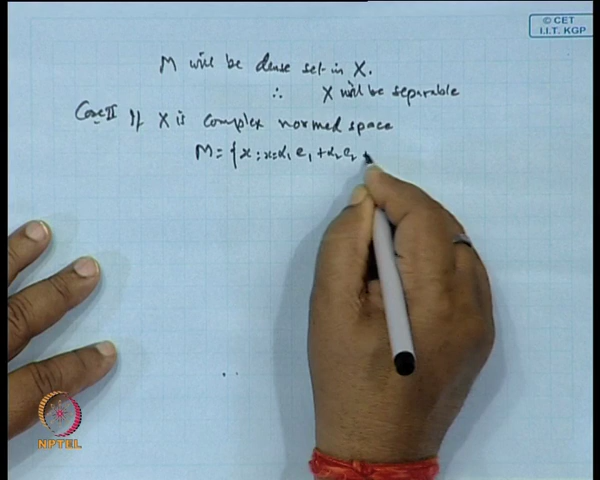 © CET
I.I.T. KGP
M will be dense set in X.
∴ X will be separable
Case II If X is complex normed space
M = { x : x = α₁ e₁ + α₂ e₂
NPTEL